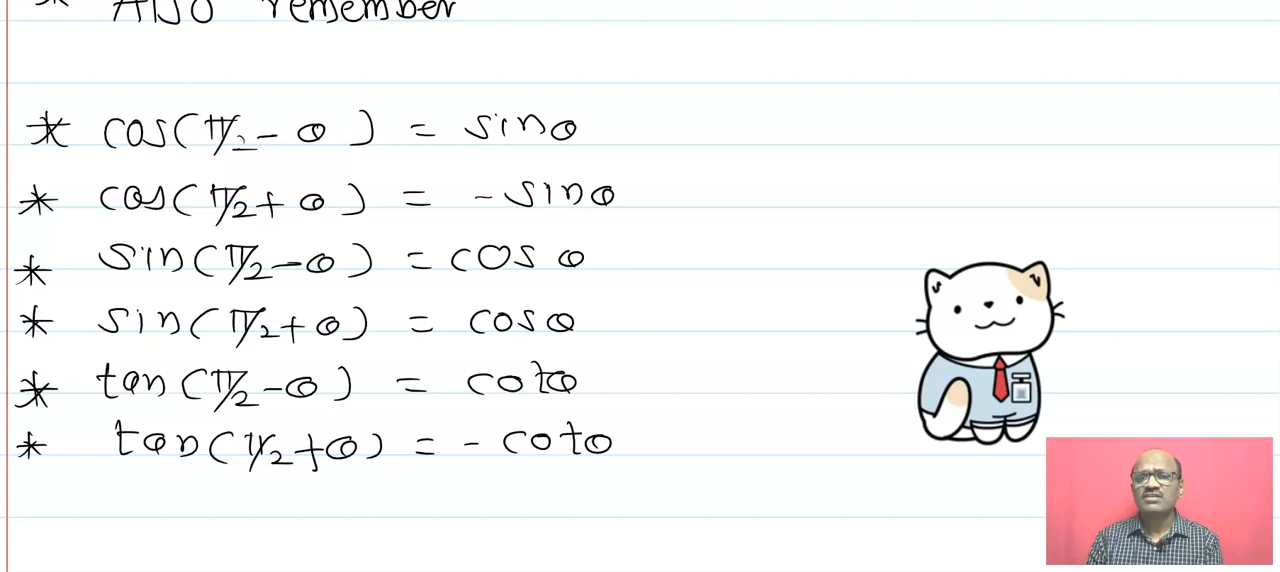 * Also remember
* cos(π/2 - θ) = sinθ
* cos(π/2 + θ) = - sinθ
* sin(π/2 - θ) = cos θ
* sin(π/2 + θ) = cosθ
* tan(π/2 - θ) = cotθ
* tan(π/2 + θ) = - cotθ